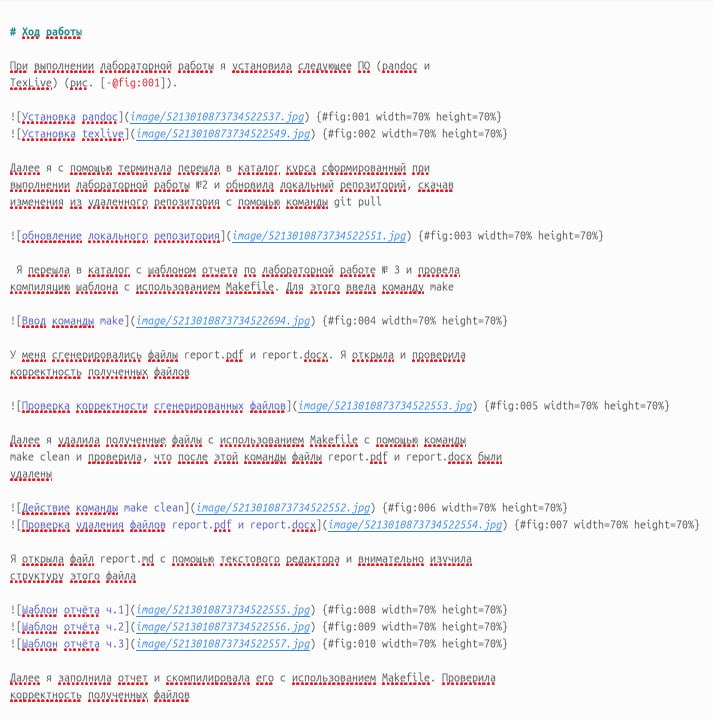 # Ход работы
При выполнении лабораторной работы я установила следующее ПО (pandoc и
TexLive) (рис. [-@fig:001]).
![Установка pandoc](image/5213010873734522537.jpg) {#fig:001 width=70% height=70%}
![Установка texlive](image/5213010873734522549.jpg) {#fig:002 width=70% height=70%}
Далее я с помощью терминала перешла в каталог курса сформированный при
выполнении лабораторной работы №2 и обновила локальный репозиторий, скачав
изменения из удаленного репозитория с помощью команды git pull
![обновление локального репозитория](image/5213010873734522551.jpg) {#fig:003 width=70% height=70%}
Я перешла в каталог с шаблоном отчета по лабораторной работе № 3 и провела
компиляцию шаблона с использованием Makefile. Для этого ввела команду make
![Ввод команды make](image/5213010873734522694.jpg) {#fig:004 width=70% height=70%}
У меня сгенерировались файлы report.pdf и report.docx. Я открыла и проверила
корректность полученных файлов
![Проверка корректности сгенерированных файлов](image/5213010873734522553.jpg) {#fig:005 width=70% height=70%}
Далее я удалила полученные файлы с использованием Makefile с помощью команды
make clean и проверила, что после этой команды файлы report.pdf и report.docx были
удалены
![Действие команды make clean](image/5213010873734522552.jpg) {#fig:006 width=70% height=70%}
![Проверка удаления файлов report.pdf и report.docx](image/5213010873734522554.jpg) {#fig:007 width=70% height=70%}
Я открыла файл report.md с помощью текстового редактора и внимательно изучила
структуру этого файла
![Шаблон отчёта ч.1](image/5213010873734522555.jpg) {#fig:008 width=70% height=70%}
![Шаблон отчёта ч.2](image/5213010873734522556.jpg) {#fig:009 width=70% height=70%}
![Шаблон отчёта ч.3](image/5213010873734522557.jpg) {#fig:010 width=70% height=70%}
Далее я заполнила отчет и скомпилировала его с использованием Makefile. Проверила
корректность полученных файлов